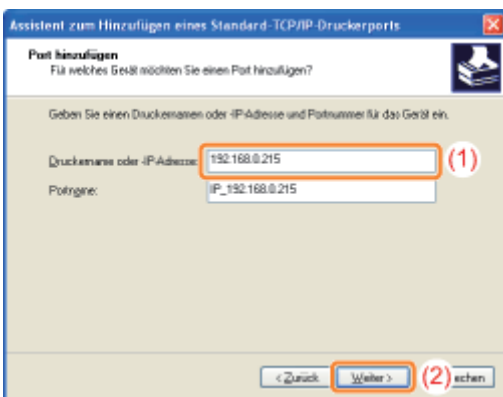 Assistent zum Hinzufügen eines Standard-TCP/IP-Druckerports
Port hinzufügen
Für welches Gerät möchten Sie einen Port hinzufügen?
Geben Sie einen Druckernamen oder -IP-Adresse und Portnummer für das Gerät ein.
Druckername oder -IP-Adresse: 192.168.0.215 (1)
Portname: IP_192.168.0.215
< Zurück Weiter > (2) echen